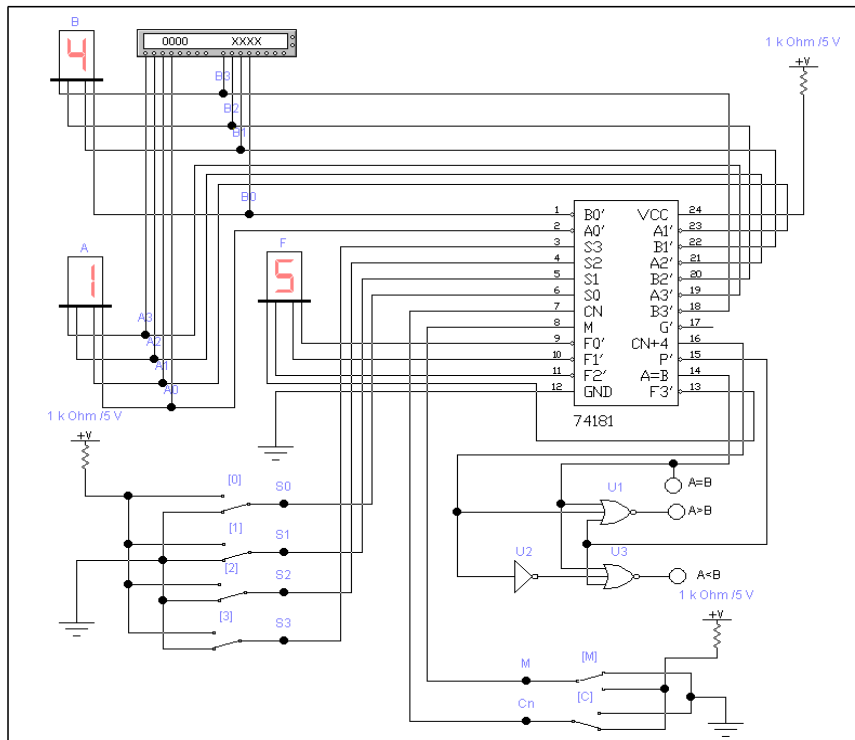 B
4
0000 XXXX
1 k Ohm /5 V
+V
B3
B2
B1
B0
A
1
F
5
A3
A2
A1
A0
1 B0' VCC 24
2 A0' A1' 23
3 S3 B1' 22
4 S2 A2' 21
5 S1 B2' 20
6 S0 A3' 19
7 CN B3' 18
8 M G' 17
9 F0' CN+4 16
10 F1' P' 15
11 F2' A=B 14
12 GND F3' 13
74181
1 k Ohm /5 V
+V
[0]
S0
[1]
S1
[2]
S2
[3]
S3
A=B
U1
A>B
U2
U3
A<B
1 k Ohm /5 V
+V
M
[M]
[C]
Cn